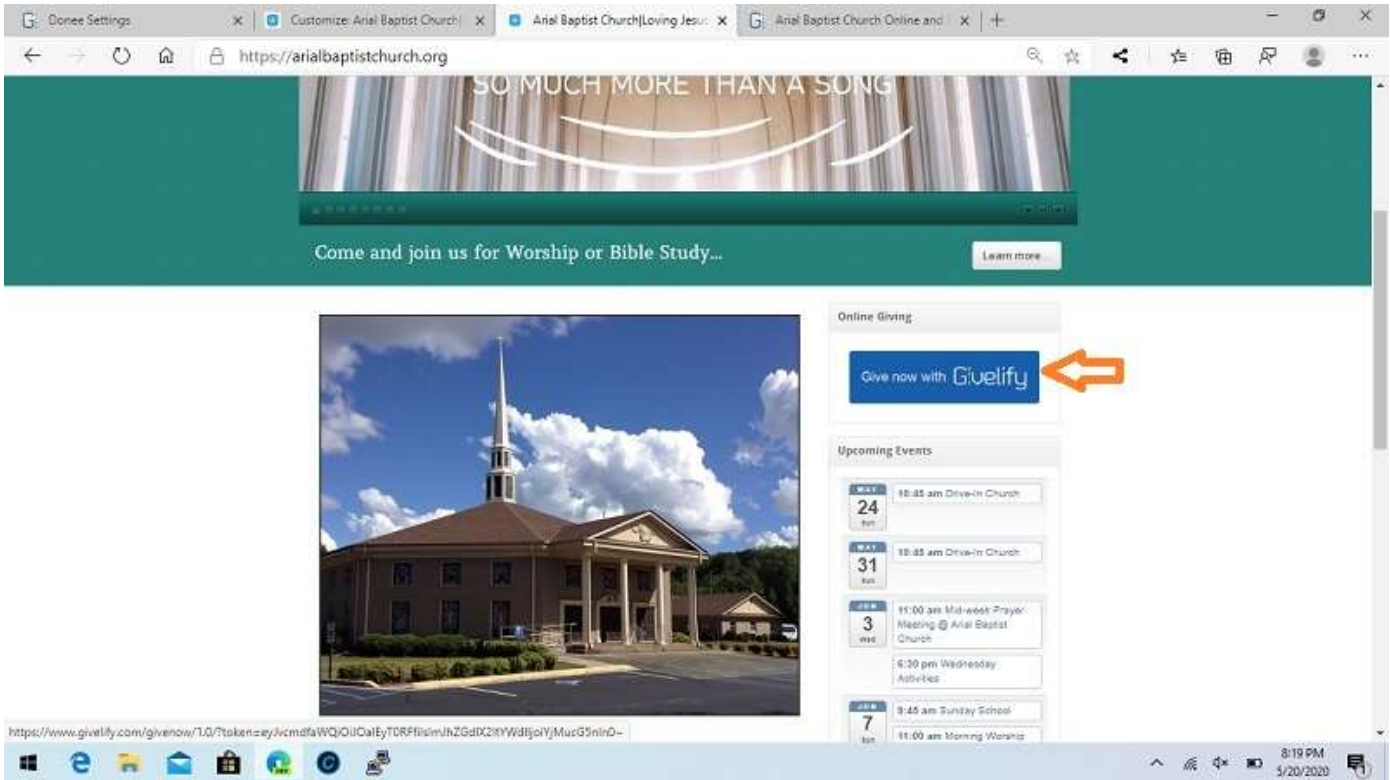 Donee Settings
Customize: Arial Baptist Church|
Arial Baptist Church|Loving Jesu
Arial Baptist Church Online and
https://arialbaptistchurch.org
SO MUCH MORE THAN A SONG
Come and join us for Worship or Bible Study...
Learn more
Online Giving
Give now with Givelify
Upcoming Events
MAY
24
Sun
10:45 am Drive-In Church
MAY
31
Sun
10:45 am Drive-In Church
JUN
3
Wed
11:00 am Mid-week Prayer
Meeting @ Arial Baptist
Church
6:30 pm Wednesday
Activities
JUN
7
Sun
9:45 am Sunday School
11:00 am Morning Worship
8:19 PM
5/20/2020